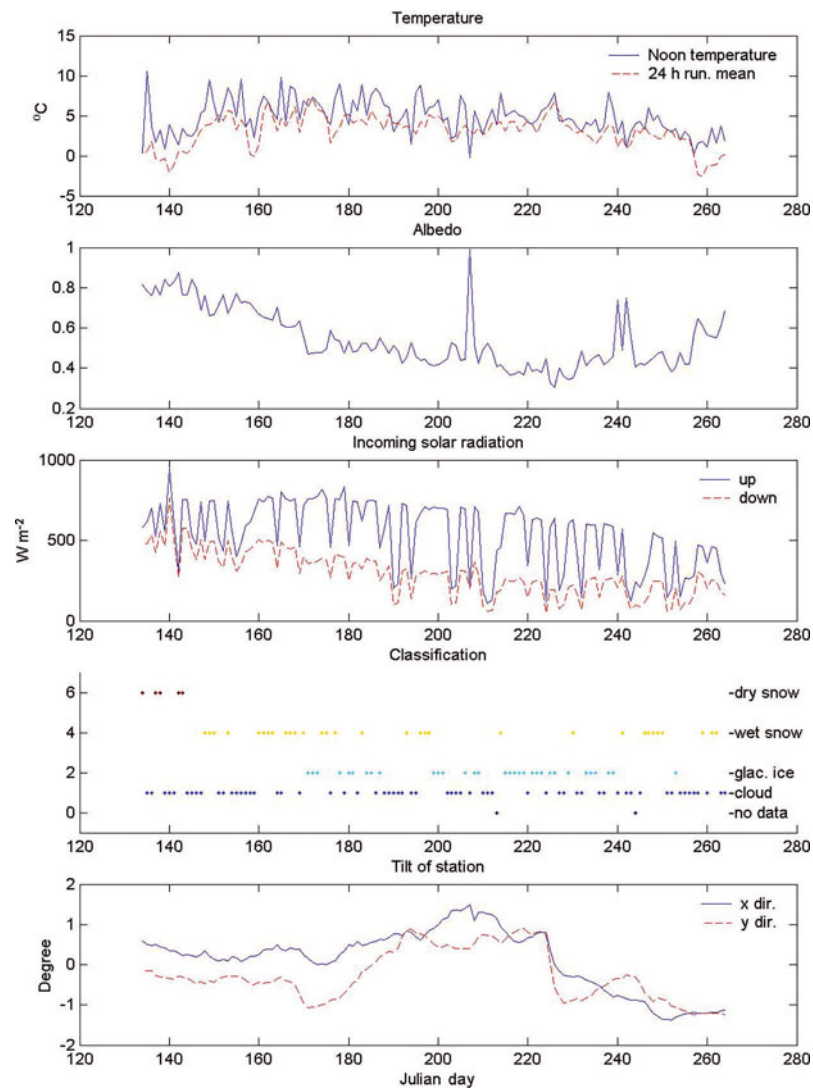 Temperature
15
10
5
0
-5
°C
Noon temperature
24 h run. mean
120 140 160 180 200 220 240 260 280
Albedo
1
0.8
0.6
0.4
0.2
120 140 160 180 200 220 240 260 280
Incoming solar radiation
1000
500
0
W m⁻²
up
down
120 140 160 180 200 220 240 260 280
Classification
6
4
2
0
-dry snow
-wet snow
-glac. ice
-cloud
-no data
120 140 160 180 200 220 240 260 280
Tilt of station
2
1
0
-1
-2
Degree
x dir.
y dir.
120 140 160 180 200 220 240 260 280
Julian day